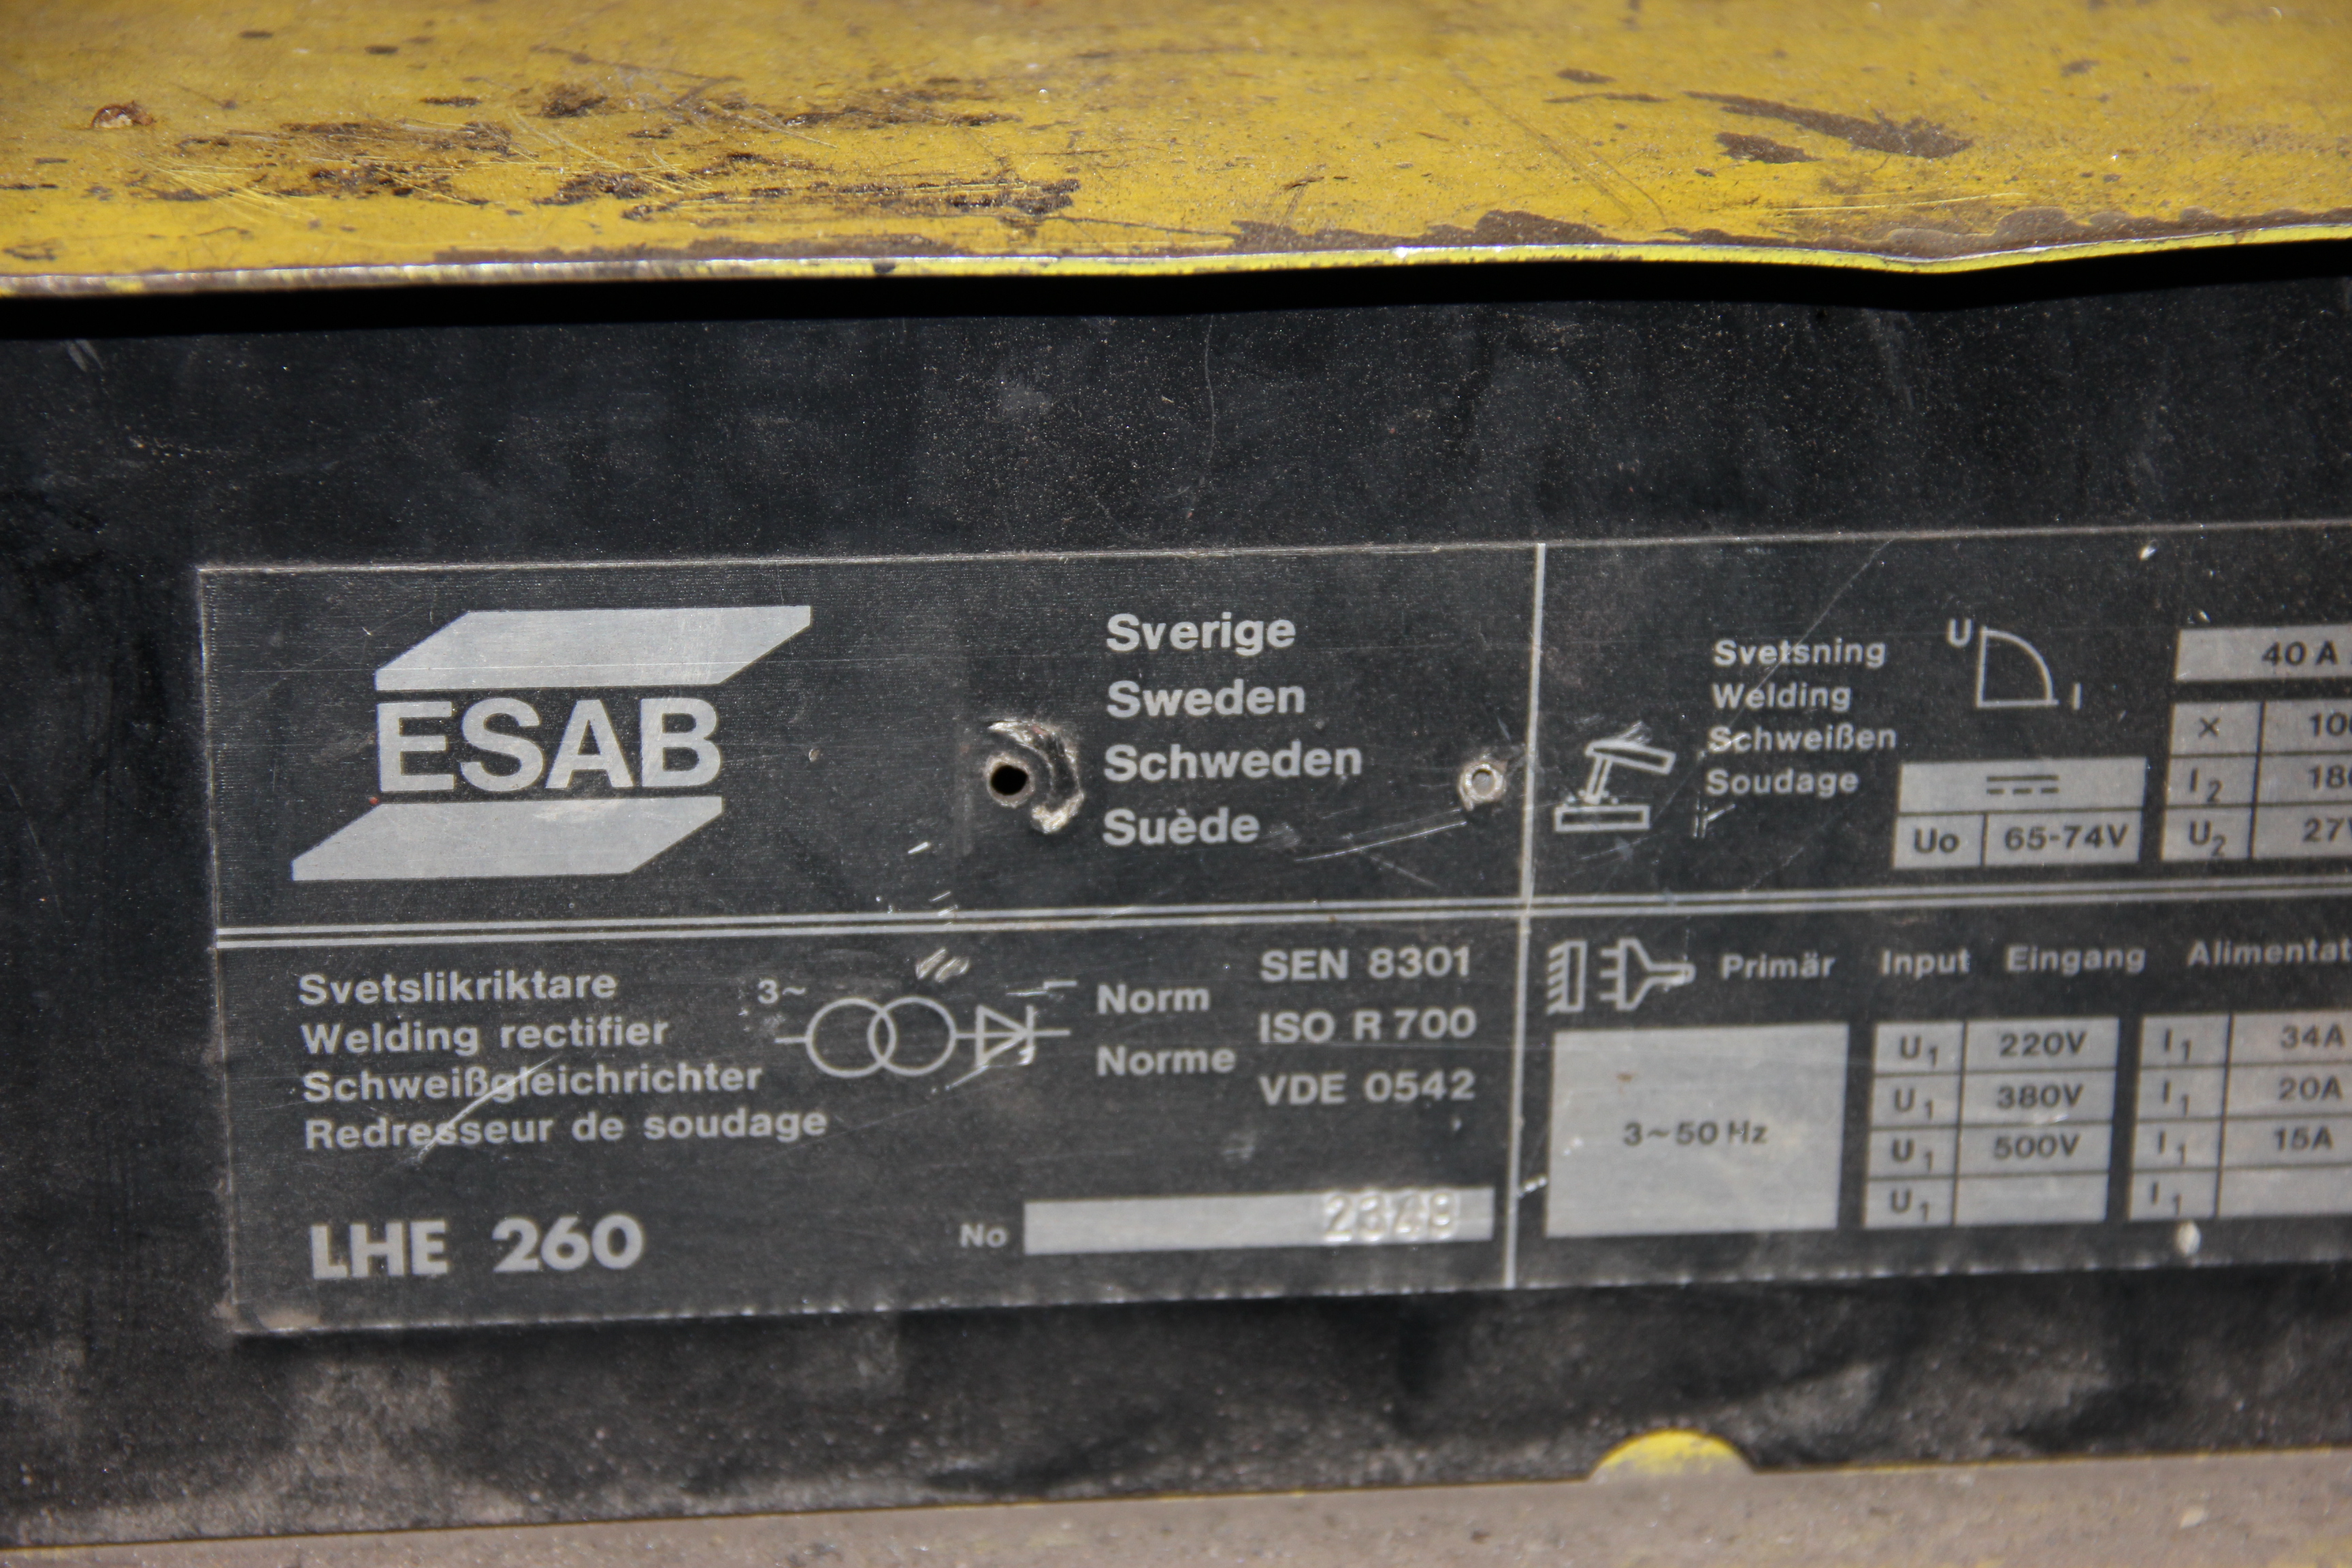 ESAB
Sverige
Sweden
Schweden
Suède
Svetsning
Welding
Schweißen
Soudage
U
I
Uo 65-74V
40 A
X
I2
U2
Svetslikriktare
Welding rectifier
Schweißgleichrichter
Redresseur de soudage
3~
Norm
Norme
SEN 8301
ISO R 700
VDE 0542
LHE 260
No
Primär Input Eingang
3~50 Hz
U1 220V I1 34A
U1 380V I1 20A
U1 500V I1 15A
U1 I1